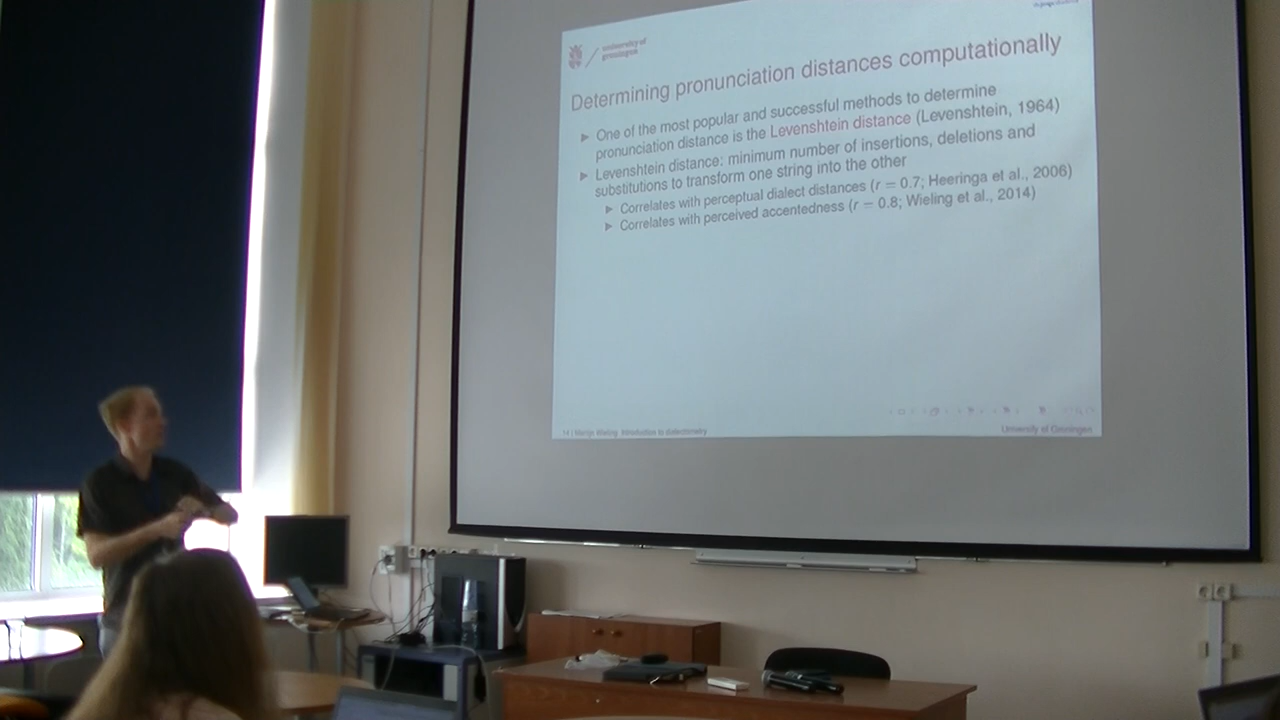 university of
groningen
Determining pronunciation distances computationally
▶ One of the most popular and successful methods to determine
pronunciation distance is the Levenshtein distance (Levenshtein, 1964)
▶ Levenshtein distance: minimum number of insertions, deletions and
substitutions to transform one string into the other
▶ Correlates with perceptual dialect distances (r = 0.7; Heeringa et al., 2006)
▶ Correlates with perceived accentedness (r = 0.8; Wieling et al., 2014)
14 | Martijn Wieling Introduction to dialectometry
University of Groningen